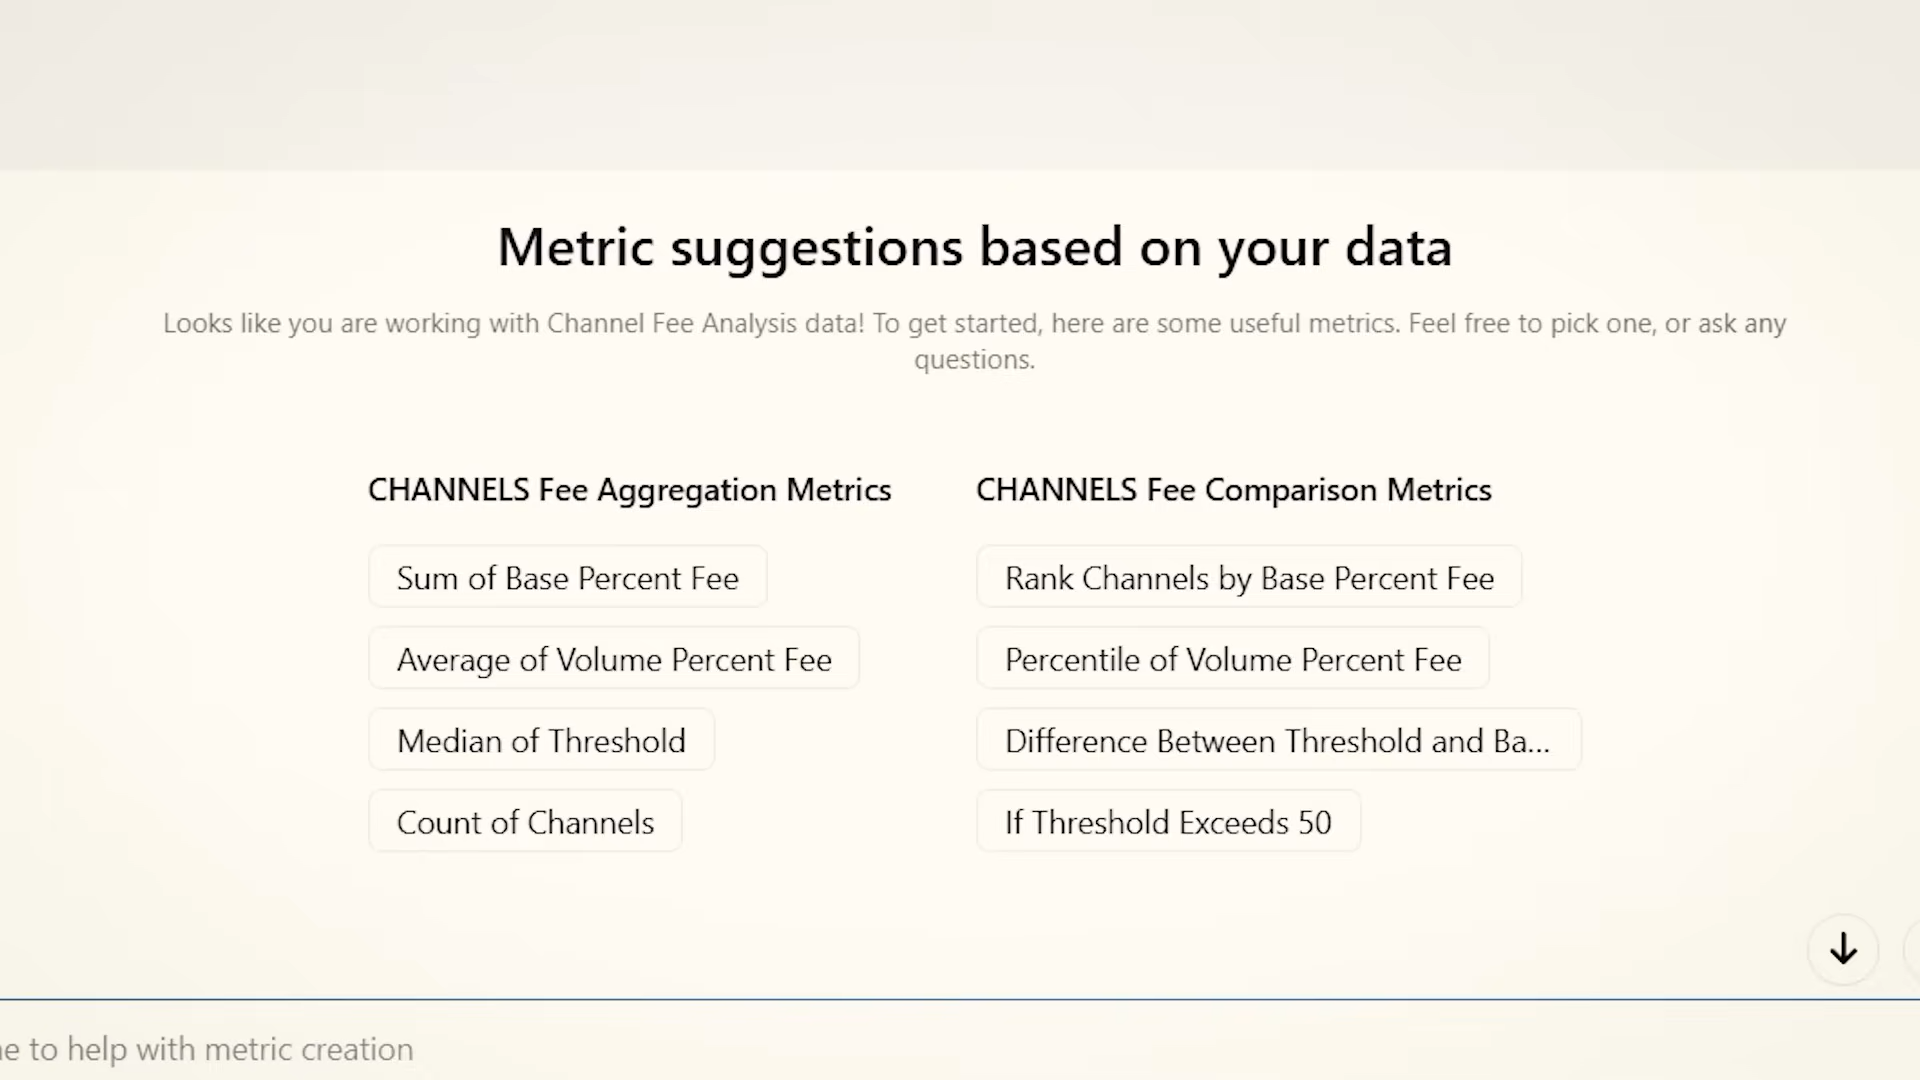 Metric suggestions based on your data
Looks like you are working with Channel Fee Analysis data! To get started, here are some useful metrics. Feel free to pick one, or ask any
questions.
CHANNELS Fee Aggregation Metrics
Sum of Base Percent Fee
Average of Volume Percent Fee
Median of Threshold
Count of Channels
CHANNELS Fee Comparison Metrics
Rank Channels by Base Percent Fee
Percentile of Volume Percent Fee
Difference Between Threshold and Ba...
If Threshold Exceeds 50
to help with metric creation